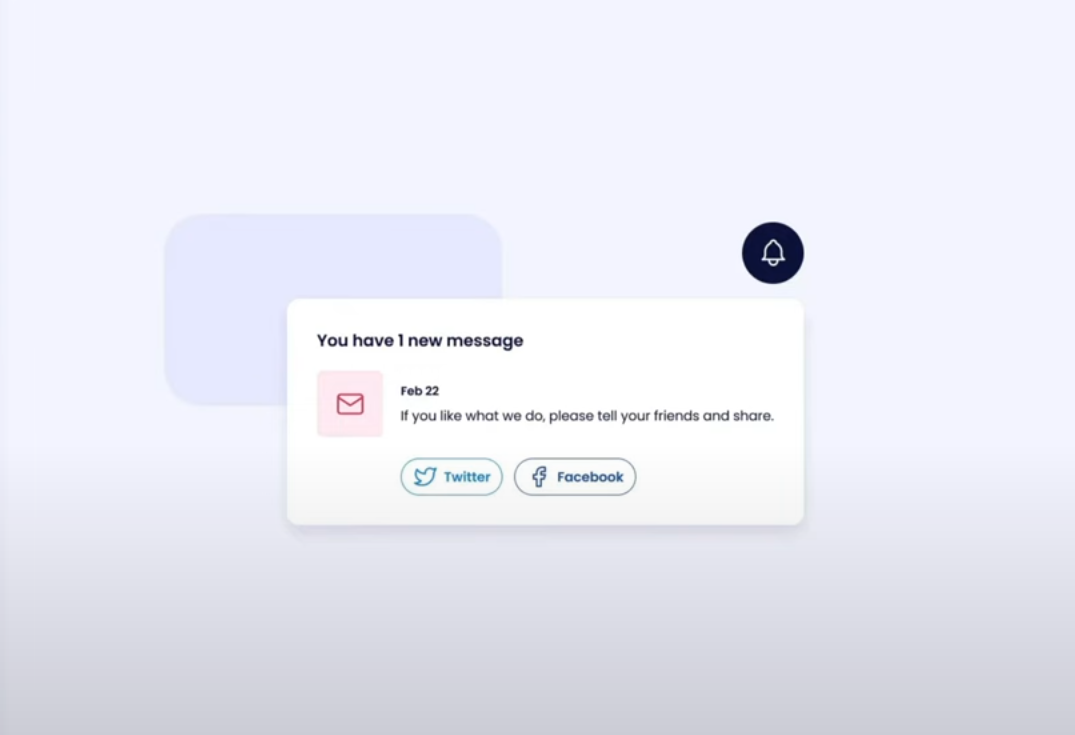 You have 1 new message
Feb 22
If you like what we do, please tell your friends and share.
Twitter
Facebook